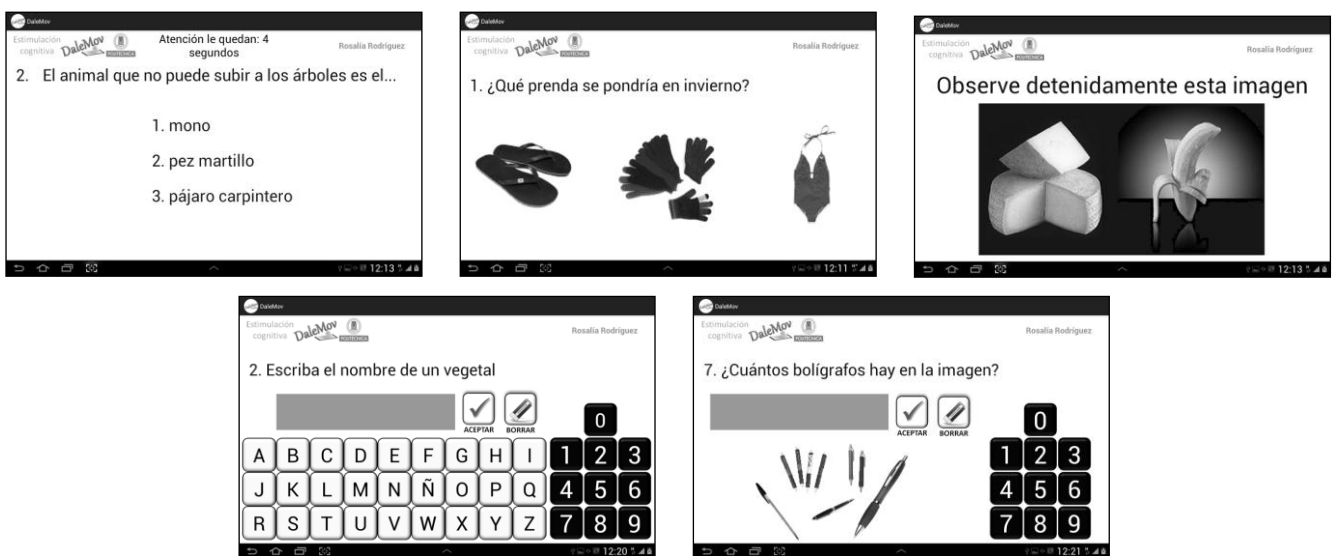 DaleMov
Estimulación
cognitiva
DaleMov
POLITÉCNICA
Atención le quedan: 4
segundos
Rosalía Rodríguez
2. El animal que no puede subir a los árboles es el...
1. mono
2. pez martillo
3. pájaro carpintero
12:13
DaleMov
Estimulación
cognitiva
DaleMov
POLITÉCNICA
Rosalía Rodríguez
1. ¿Qué prenda se pondría en invierno?
12:11
DaleMov
Estimulación
cognitiva
DaleMov
POLITÉCNICA
Rosalía Rodríguez
Observe detenidamente esta imagen
12:13
DaleMov
Estimulación
cognitiva
DaleMov
POLITÉCNICA
Rosalía Rodríguez
2. Escriba el nombre de un vegetal
ACEPTAR BORRAR
0
A B C D E F G H I 1 2 3
J K L M N Ñ O P Q 4 5 6
R S T U V W X Y Z 7 8 9
12:20
DaleMov
Estimulación
cognitiva
DaleMov
POLITÉCNICA
Rosalía Rodríguez
7. ¿Cuántos bolígrafos hay en la imagen?
ACEPTAR BORRAR
0
1 2 3
4 5 6
7 8 9
12:21